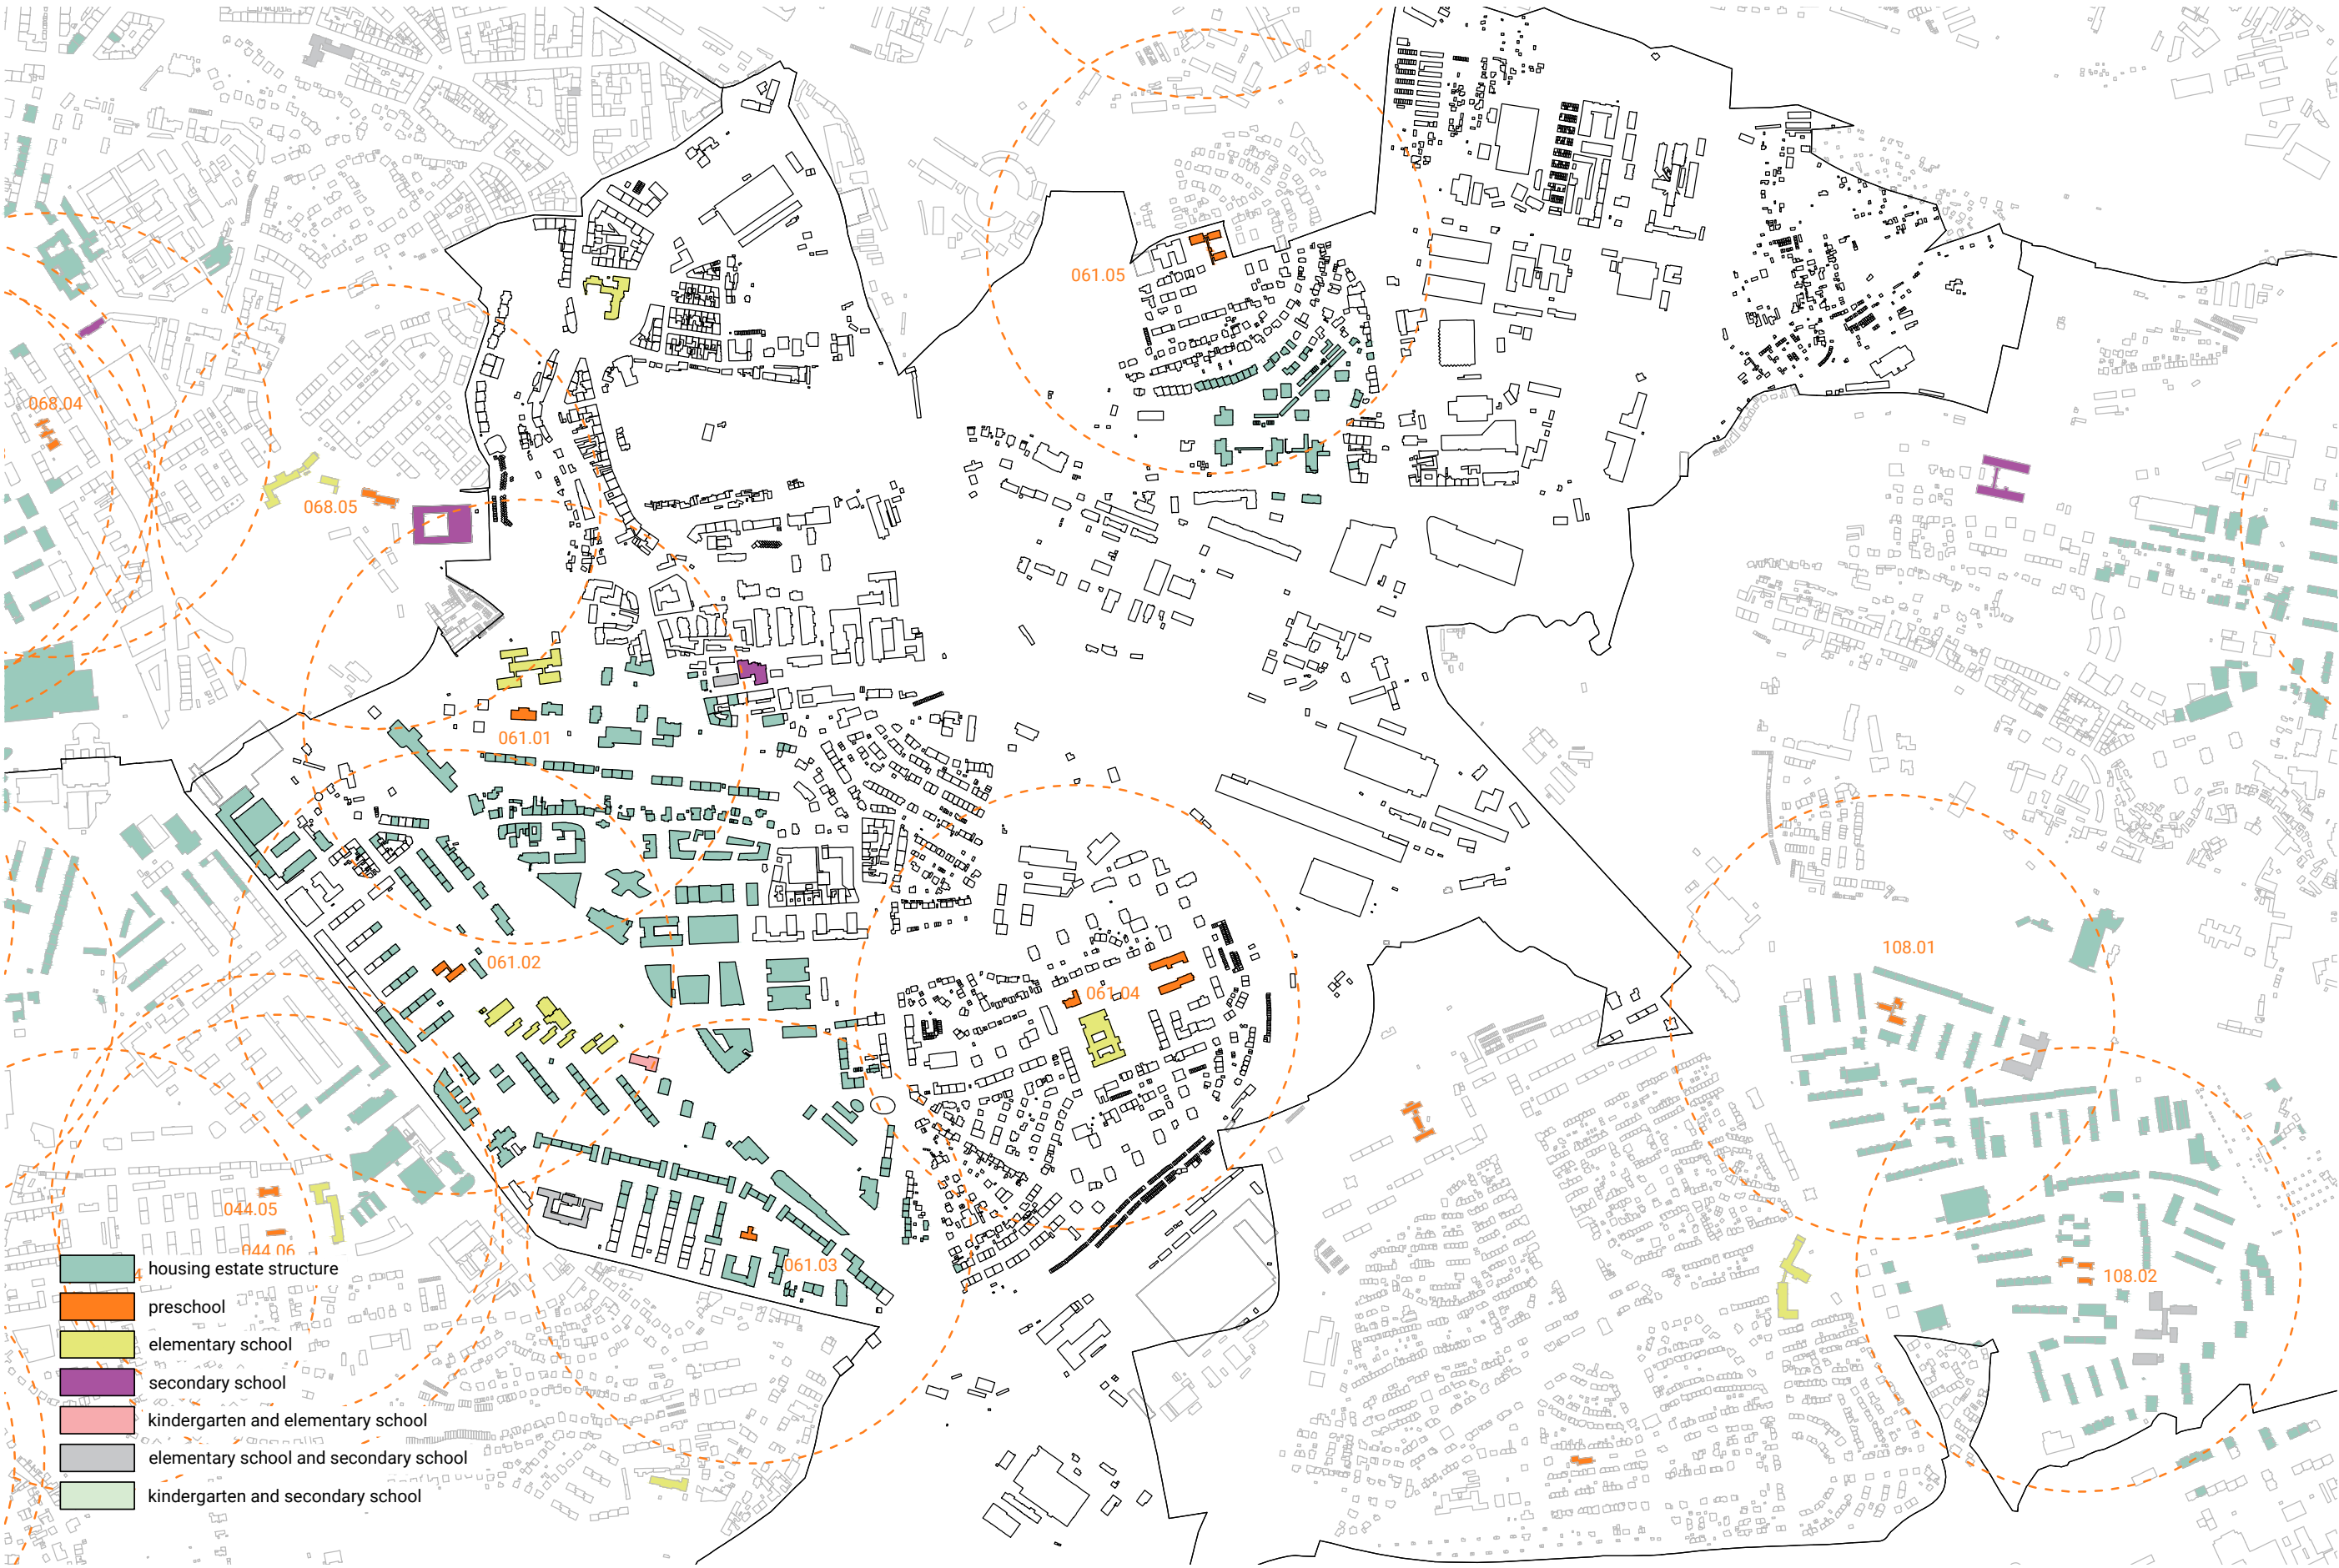 061.05
068.04
068.05
061.01
108.01
061.02
061.04
044.05
044.06
061.03
108.02
4
housing estate structure
preschool
elementary school
secondary school
kindergarten and elementary school
elementary school and secondary school
kindergarten and secondary school